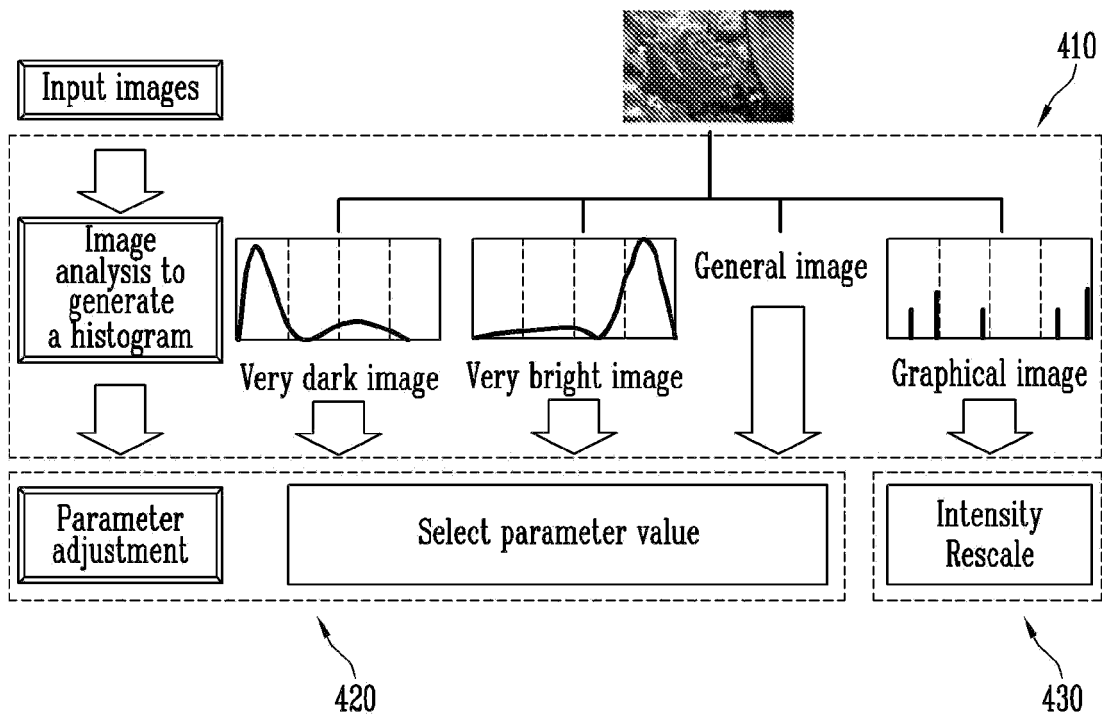 410
Input images
Image
analysis to
generate
a histogram
General image
Very dark image
Very bright image
Graphical image
Parameter
adjustment
Select parameter value
Intensity
Rescale
420
430